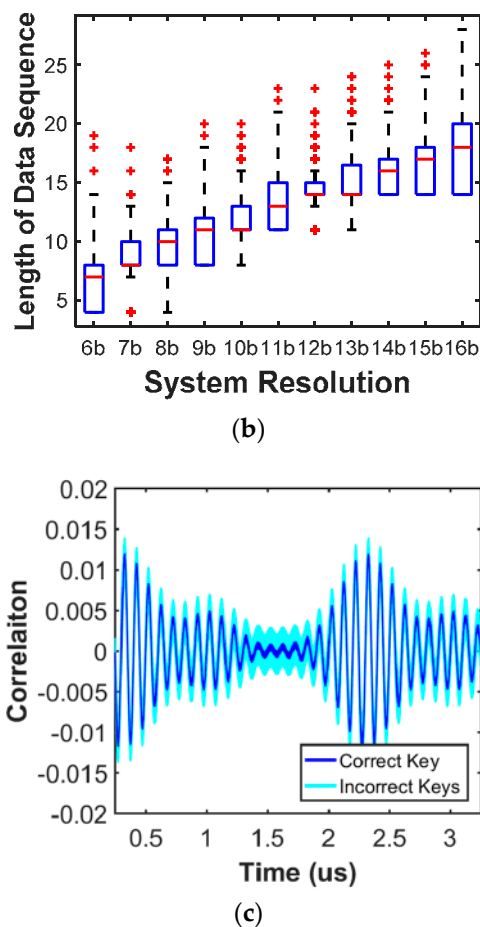 Length of Data Sequence
25
20
15
10
5
6b 7b 8b 9b 10b 11b 12b 13b 14b 15b 16b
System Resolution
(b)
Correlaiton
0.02
0.015
0.01
0.005
0
-0.005
-0.01
-0.015
-0.02
Correct Key
Incorrect Keys
0.5 1 1.5 2 2.5 3
Time (us)
(c)